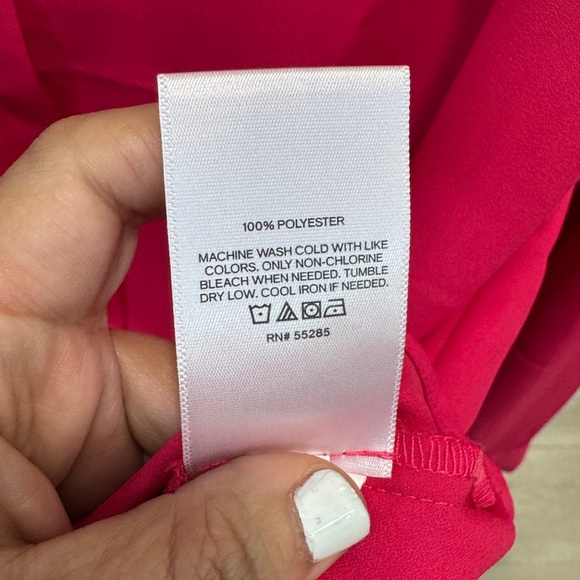 100% POLYESTER
MACHINE WASH COLD WITH LIKE
COLORS. ONLY NON-CHLORINE
BLEACH WHEN NEEDED. TUMBLE
DRY LOW. COOL IRON IF NEEDED.
RN# 55285